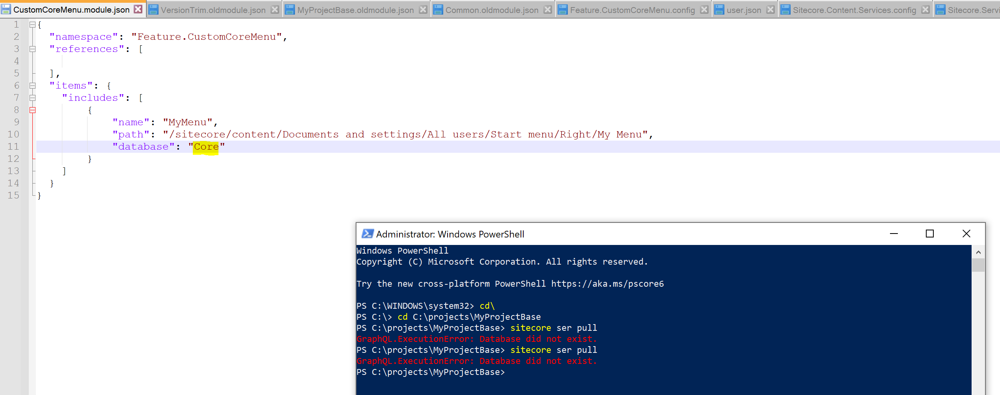 CustomCoreMenu.module.json VersionTrim.oldmodule.json MyProjectBase.oldmodule.json Common.oldmodule.json Feature.CustomCoreMenu.config user.json Sitecore.Content.Services.config Sitecore.Servi
1 {
2 "namespace": "Feature.CustomCoreMenu",
3 "references": [
4
5 ],
6 "items": {
7 "includes": [
8 {
9 "name": "MyMenu",
10 "path": "/sitecore/content/Documents and settings/All users/Start menu/Right/My Menu",
11 "database": "Core"
12 }
13 ]
14 }
15 }
Administrator: Windows PowerShell
Windows PowerShell
Copyright (C) Microsoft Corporation. All rights reserved.
Try the new cross-platform PowerShell https://aka.ms/pscore6
PS C:\WINDOWS\system32> cd\
PS C:\> cd C:\projects\MyProjectBase
PS C:\projects\MyProjectBase> sitecore ser pull
GraphQL.ExecutionError: Database did not exist.
PS C:\projects\MyProjectBase> sitecore ser pull
GraphQL.ExecutionError: Database did not exist.
PS C:\projects\MyProjectBase>